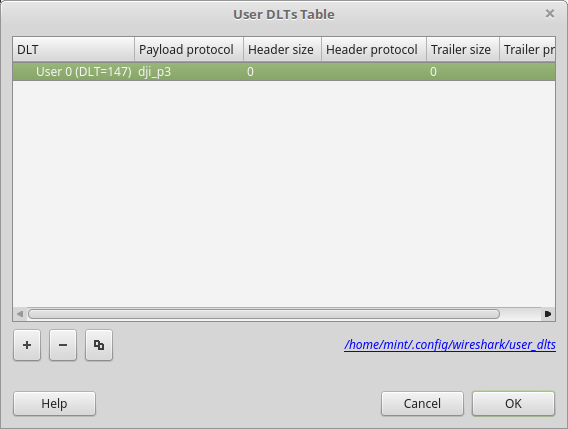 User DLTs Table
DLT Payload protocol Header size Header protocol Trailer size Trailer pr
User 0 (DLT=147) dji_p3 0 0
/home/mint/.config/wireshark/user_dlts
Help Cancel OK